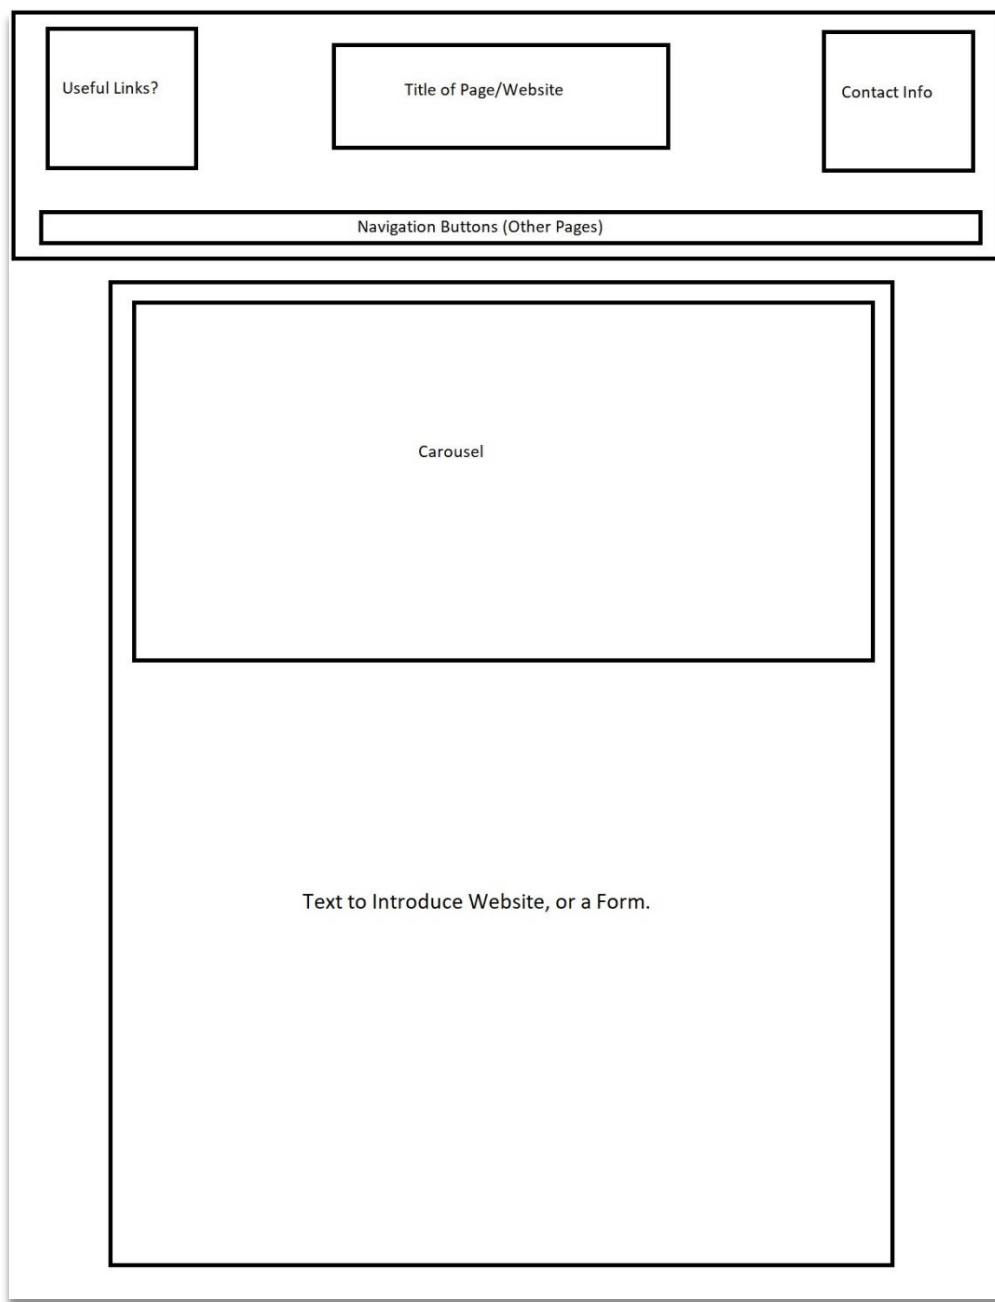 Useful Links?
Title of Page/Website
Contact Info
Navigation Buttons (Other Pages)
Carousel
Text to Introduce Website, or a Form.